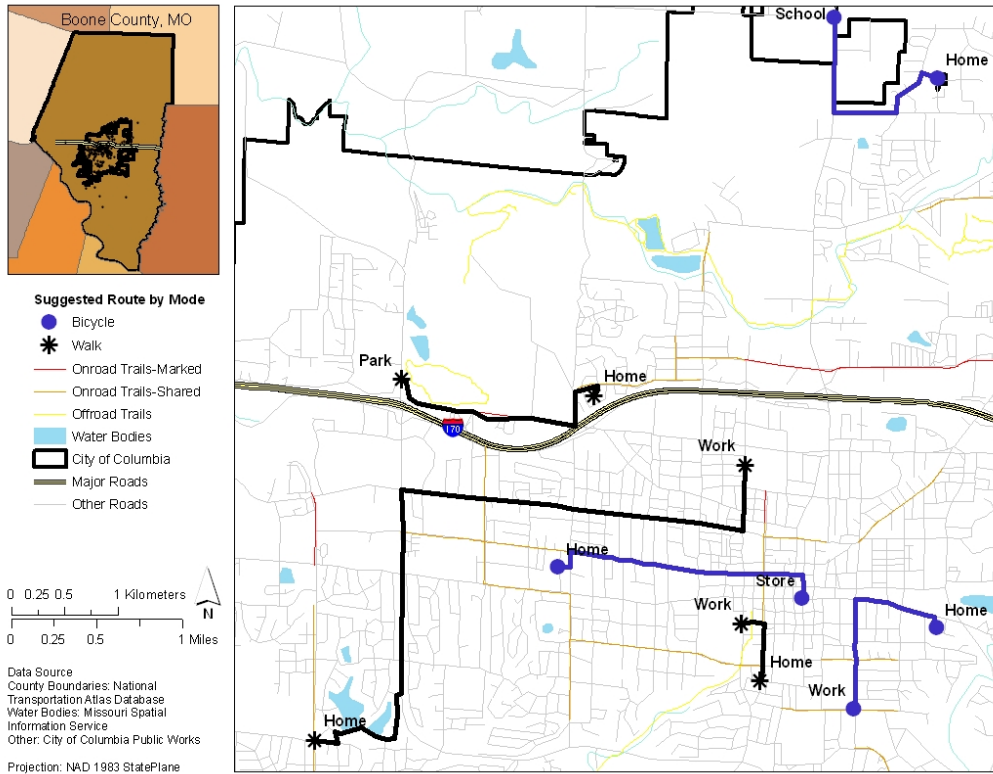 Boone County, MO
Suggested Route by Mode
Bicycle
Walk
Onroad Trails-Marked
Onroad Trails-Shared
Offroad Trails
Water Bodies
City of Columbia
Major Roads
Other Roads
0 0.25 0.5 1 Kilometers
N
0 0.5 1 Miles
Data Source
County Boundaries: National
Transportation Atlas Database
Water Bodies: Missouri Spatial
Information Service
Other: City of Columbia Public Works
Projection: NAD 1983 StatePlane
School
Home
Park
Home
170
Work
Home
Store
Work
Home
Home
Work
Home